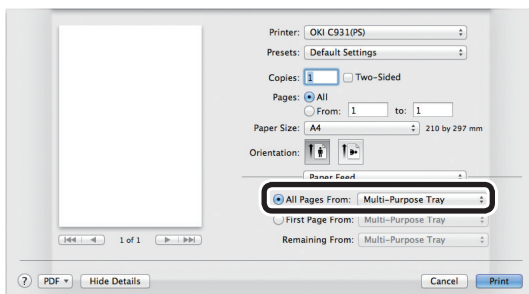 Printer: OKI C931(PS)
Presets: Default Settings
Copies: 1 Two-Sided
Pages: All
From: 1 to: 1
Paper Size: A4 210 by 297 mm
Orientation:
Paper Feed
All Pages From: Multi-Purpose Tray
First Page From: Multi-Purpose Tray
Remaining From: Multi-Purpose Tray
1 of 1
? PDF Hide Details Cancel Print